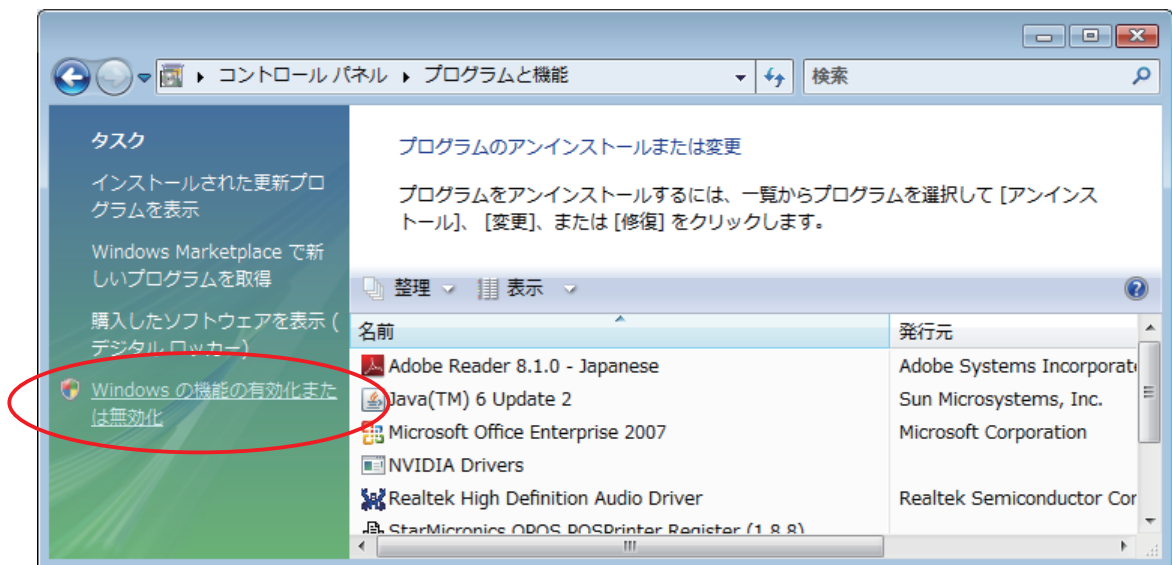 コントロール パネル ▸ プログラムと機能
検索
タスク
インストールされた更新プロ
グラムを表示
Windows Marketplace で新
しいプログラムを取得
購入したソフトウェアを表示 (
デジタル ロッカー)
Windows の機能の有効化また
は無効化
プログラムのアンインストールまたは変更
プログラムをアンインストールするには、一覧からプログラムを選択して [アンインス
トール]、 [変更]、または [修復] をクリックします。
整理 表示
名前 発行元
Adobe Reader 8.1.0 - Japanese Adobe Systems Incorporate
Java(TM) 6 Update 2 Sun Microsystems, Inc.
Microsoft Office Enterprise 2007 Microsoft Corporation
NVIDIA Drivers
Realtek High Definition Audio Driver Realtek Semiconductor Cor
StarMicronics OPOS POSPrinter Register (1.8.8)